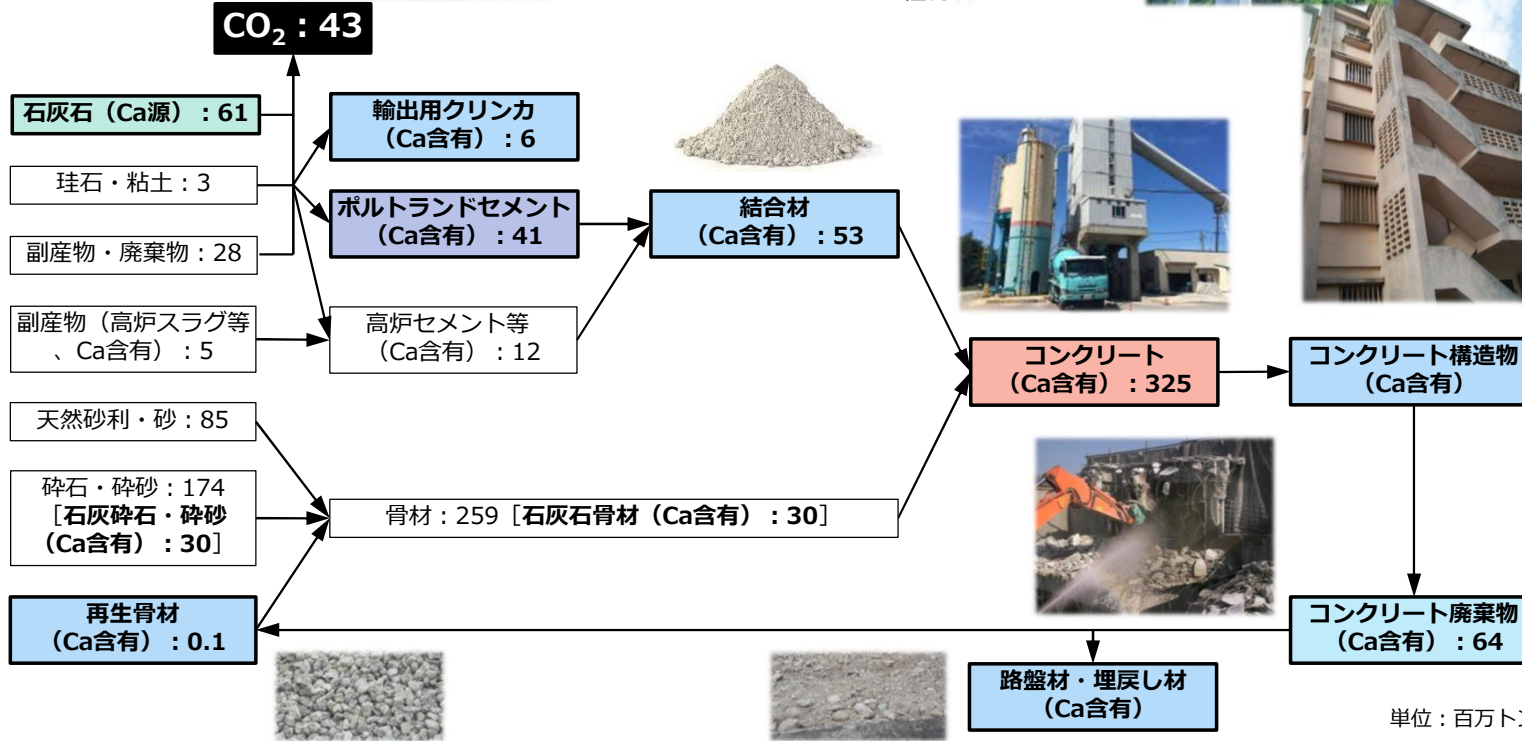 CO₂：43
石灰石（Ca源）：61
珪石・粘土：3
副産物・廃棄物：28
副産物（高炉スラグ等
、Ca含有）：5
天然砂利・砂：85
砕石・砕砂：174
［石灰砕石・砕砂
（Ca含有）：30］
再生骨材
（Ca含有）：0.1
輸出用クリンカ
（Ca含有）：6
ポルトランドセメント
（Ca含有）：41
高炉セメント等
（Ca含有）：12
結合材
（Ca含有）：53
骨材：259［石灰石骨材（Ca含有）：30］
コンクリート
（Ca含有）：325
コンクリート構造物
（Ca含有）
コンクリート廃棄物
（Ca含有）：64
路盤材・埋戻し材
（Ca含有）
単位：百万ト